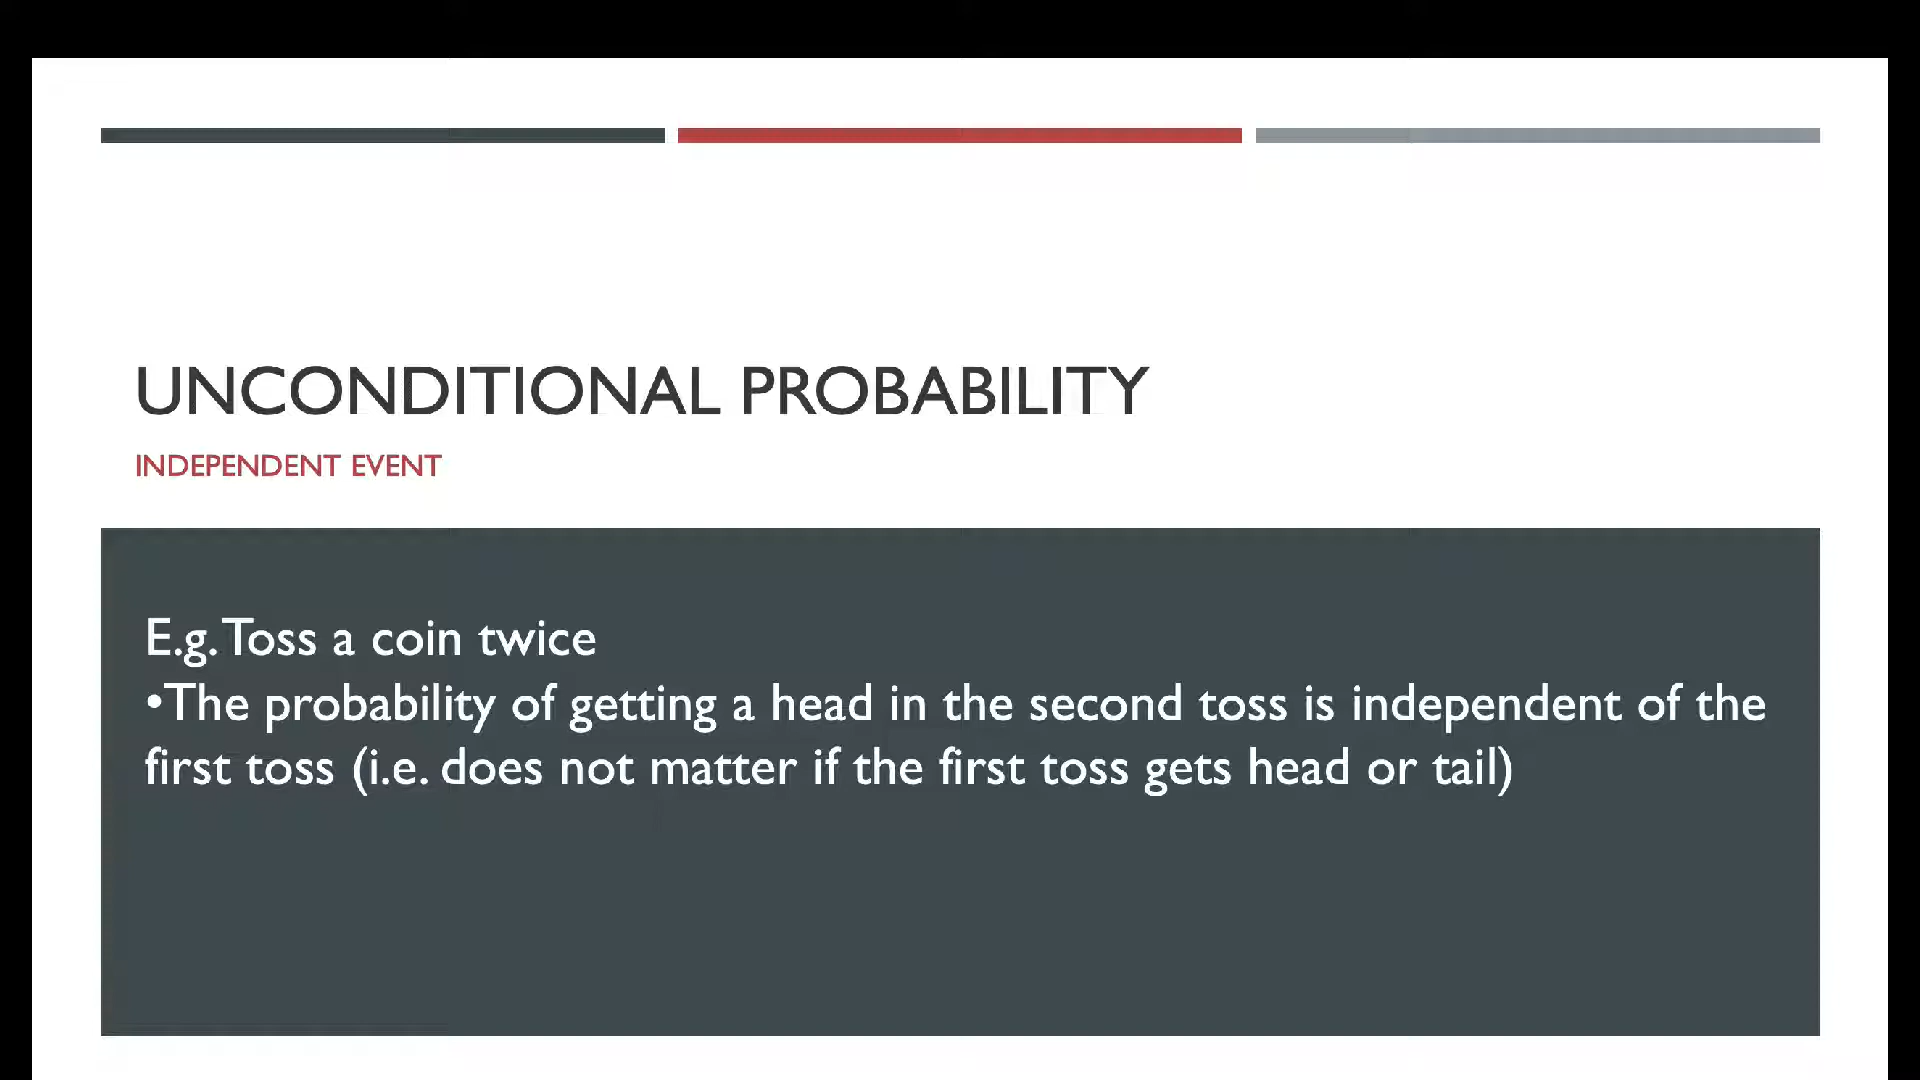 UNCONDITIONAL PROBABILITY
INDEPENDENT EVENT
E.g. Toss a coin twice
•The probability of getting a head in the second toss is independent of the
first toss (i.e. does not matter if the first toss gets head or tail)